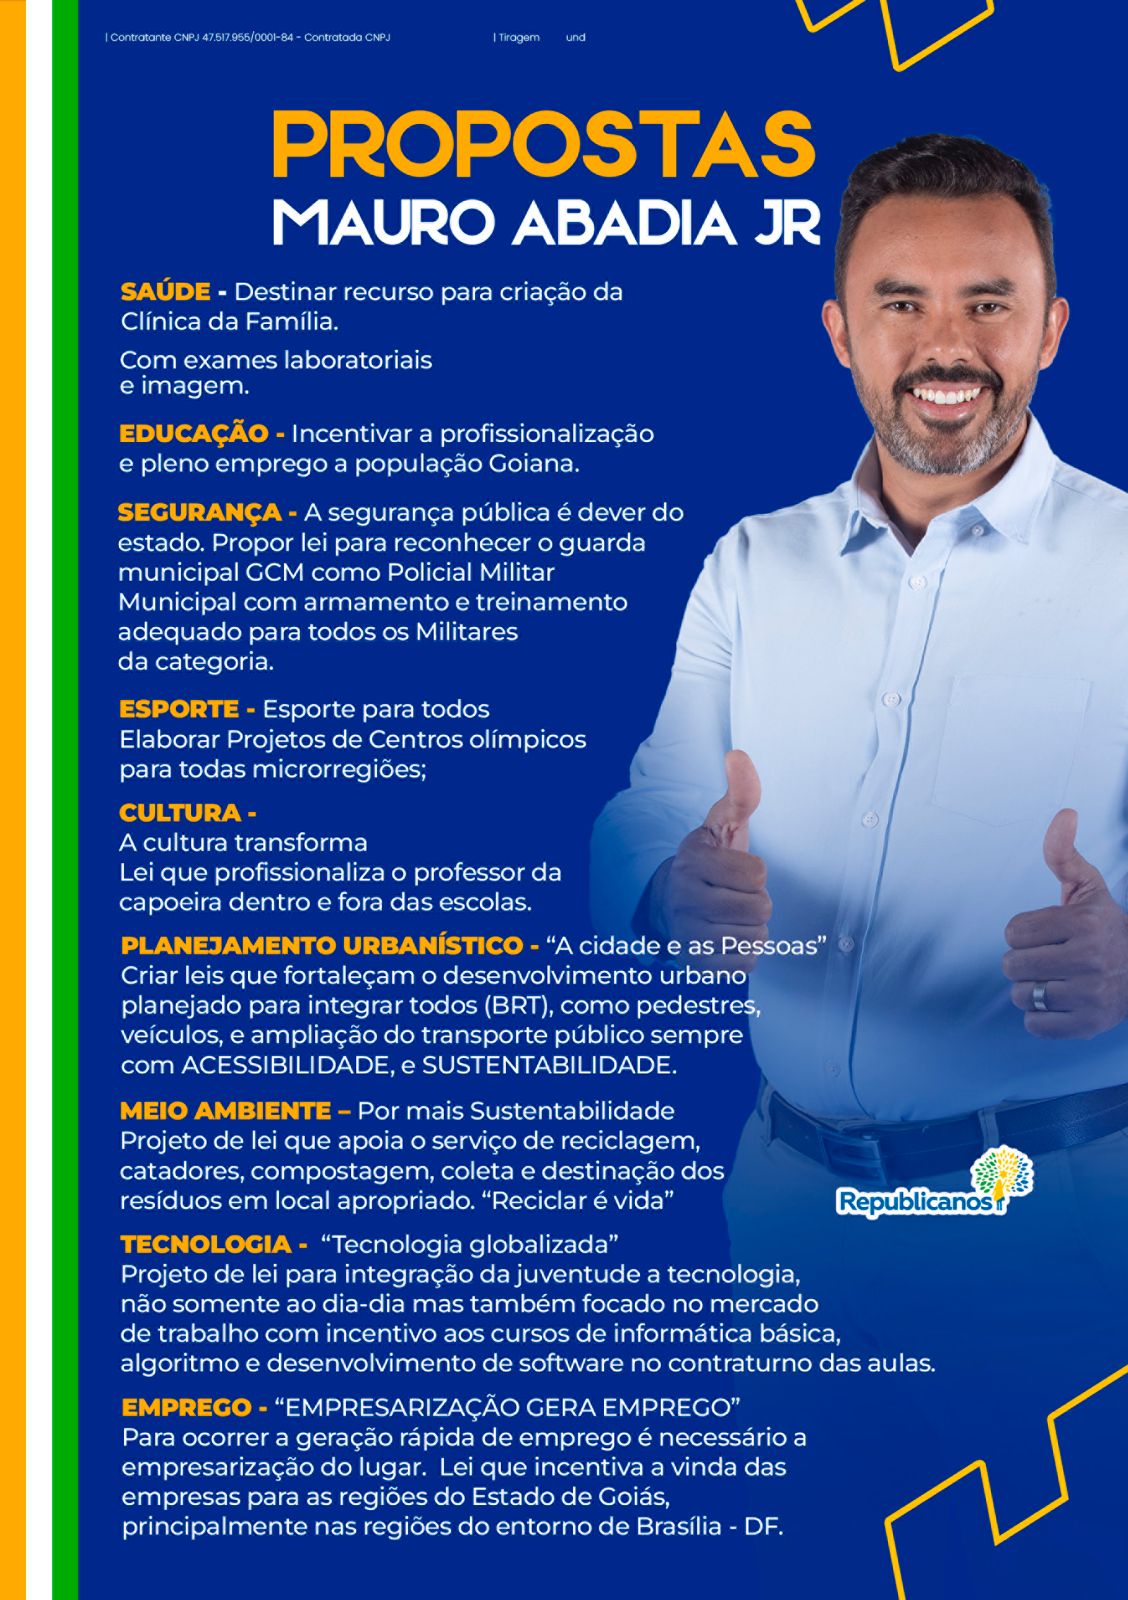 | Contratante CNPJ 47.517.955/0001-84 - Contratada CNPJ | Tiragem und
PROPOSTAS
MAURO ABADIA JR
SAÚDE - Destinar recurso para criação da
Clínica da Família.
Com exames laboratoriais
e imagem.
EDUCAÇÃO - Incentivar a profissionalização
e pleno emprego a população Goiana.
SEGURANÇA - A segurança pública é dever do
estado. Propor lei para reconhecer o guarda
municipal GCM como Policial Militar
Municipal com armamento e treinamento
adequado para todos os Militares
da categoria.
ESPORTE - Esporte para todos
Elaborar Projetos de Centros olímpicos
para todas microrregiões;
CULTURA -
A cultura transforma
Lei que profissionaliza o professor da
capoeira dentro e fora das escolas.
PLANEJAMENTO URBANÍSTICO - “A cidade e as Pessoas”
Criar leis que fortaleçam o desenvolvimento urbano
planejado para integrar todos (BRT), como pedestres,
veículos, e ampliação do transporte público sempre
com ACESSIBILIDADE, e SUSTENTABILIDADE.
MEIO AMBIENTE – Por mais Sustentabilidade
Projeto de lei que apoia o serviço de reciclagem,
catadores, compostagem, coleta e destinação dos
resíduos em local apropriado. “Reciclar é vida”
Republicanos
TECNOLOGIA - “Tecnologia globalizada”
Projeto de lei para integração da juventude a tecnologia,
não somente ao dia-dia mas também focado no mercado
de trabalho com incentivo aos cursos de informática básica,
algoritmo e desenvolvimento de software no contraturno das aulas.
EMPREGO - “EMPRESARIZAÇÃO GERA EMPREGO”
Para ocorrer a geração rápida de emprego é necessário a
empresarização do lugar. Lei que incentiva a vinda das
empresas para as regiões do Estado de Goiás,
principalmente nas regiões do entorno de Brasília - DF.